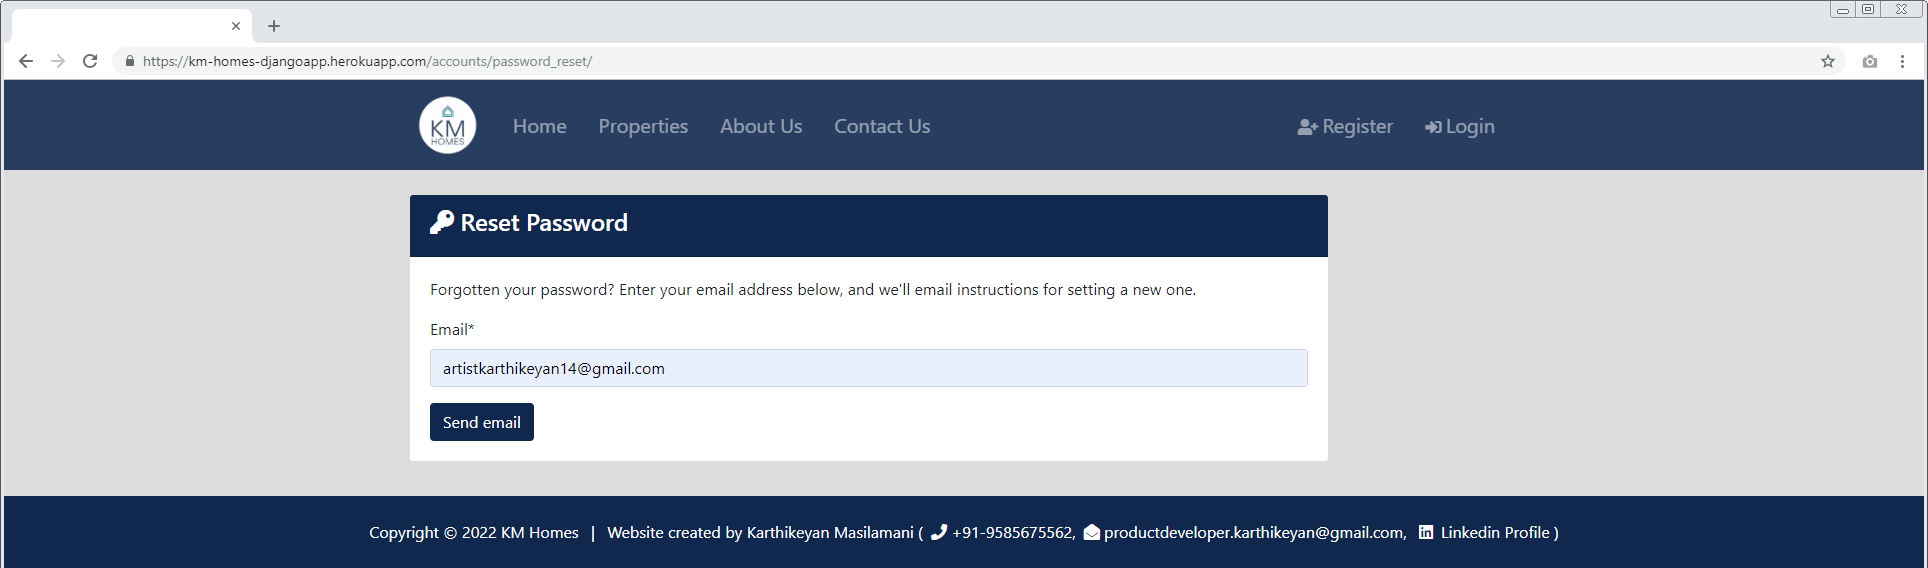 https://km-homes-djangoapp.herokuapp.com/accounts/password_reset/
KM HOMES
Home Properties About Us Contact Us Register Login
Reset Password
Forgotten your password? Enter your email address below, and we'll email instructions for setting a new one.
Email*
artistkarthikeyan14@gmail.com
Send email
Copyright © 2022 KM Homes | Website created by Karthikeyan Masilamani ( +91-9585675562, productdeveloper.karthikeyan@gmail.com, in Linkedin Profile )